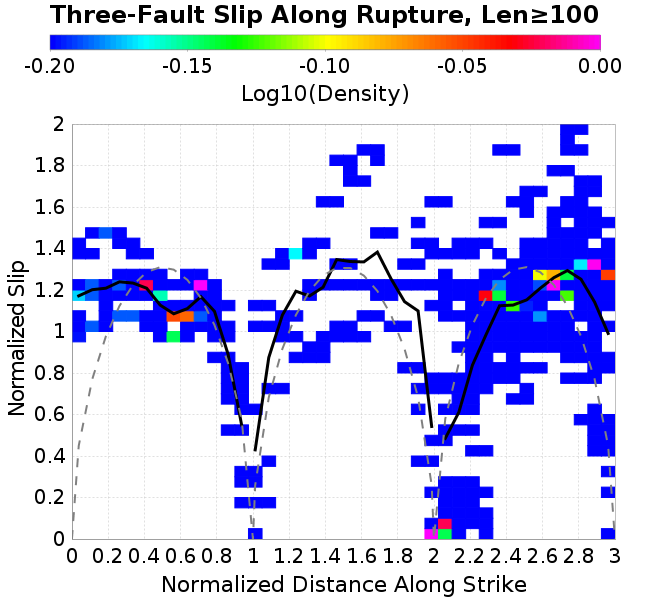 Three-Fault Slip Along Rupture, Len≥100
-0.20 -0.15 -0.10 -0.05 0.00
Log10(Density)
2
1.8
1.6
1.4
1.2
1
0.8
0.6
0.4
0.2
0
Normalized Slip
0 0.2 0.4 0.6 0.8 1 1.2 1.4 1.6 1.8 2 2.2 2.4 2.6 2.8 3
Normalized Distance Along Strike